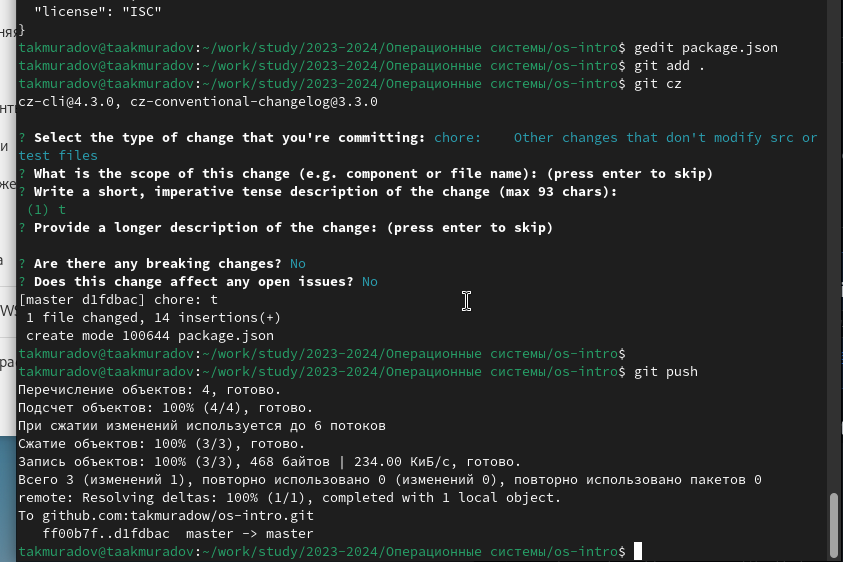 "license": "ISC"
}
takmuradov@taakmuradov:~/work/study/2023-2024/Операционные системы/os-intro$ gedit package.json
takmuradov@taakmuradov:~/work/study/2023-2024/Операционные системы/os-intro$ git add .
takmuradov@taakmuradov:~/work/study/2023-2024/Операционные системы/os-intro$ git cz
cz-cli@4.3.0, cz-conventional-changelog@3.3.0
? Select the type of change that you're committing: chore:    Other changes that don't modify src or
test files
? What is the scope of this change (e.g. component or file name): (press enter to skip)
? Write a short, imperative tense description of the change (max 93 chars):
(1) t
? Provide a longer description of the change: (press enter to skip)
? Are there any breaking changes? No
? Does this change affect any open issues? No
[master d1fdbac] chore: t
1 file changed, 14 insertions(+)
create mode 100644 package.json
takmuradov@taakmuradov:~/work/study/2023-2024/Операционные системы/os-intro$
takmuradov@taakmuradov:~/work/study/2023-2024/Операционные системы/os-intro$ git push
Перечисление объектов: 4, готово.
Подсчет объектов: 100% (4/4), готово.
При сжатии изменений используется до 6 потоков
Сжатие объектов: 100% (3/3), готово.
Запись объектов: 100% (3/3), 468 байтов | 234.00 КиБ/с, готово.
Всего 3 (изменений 1), повторно использовано 0 (изменений 0), повторно использовано пакетов 0
remote: Resolving deltas: 100% (1/1), completed with 1 local object.
To github.com:takmuradow/os-intro.git
ff00b7f..d1fdbac  master -> master
takmuradov@taakmuradov:~/work/study/2023-2024/Операционные системы/os-intro$